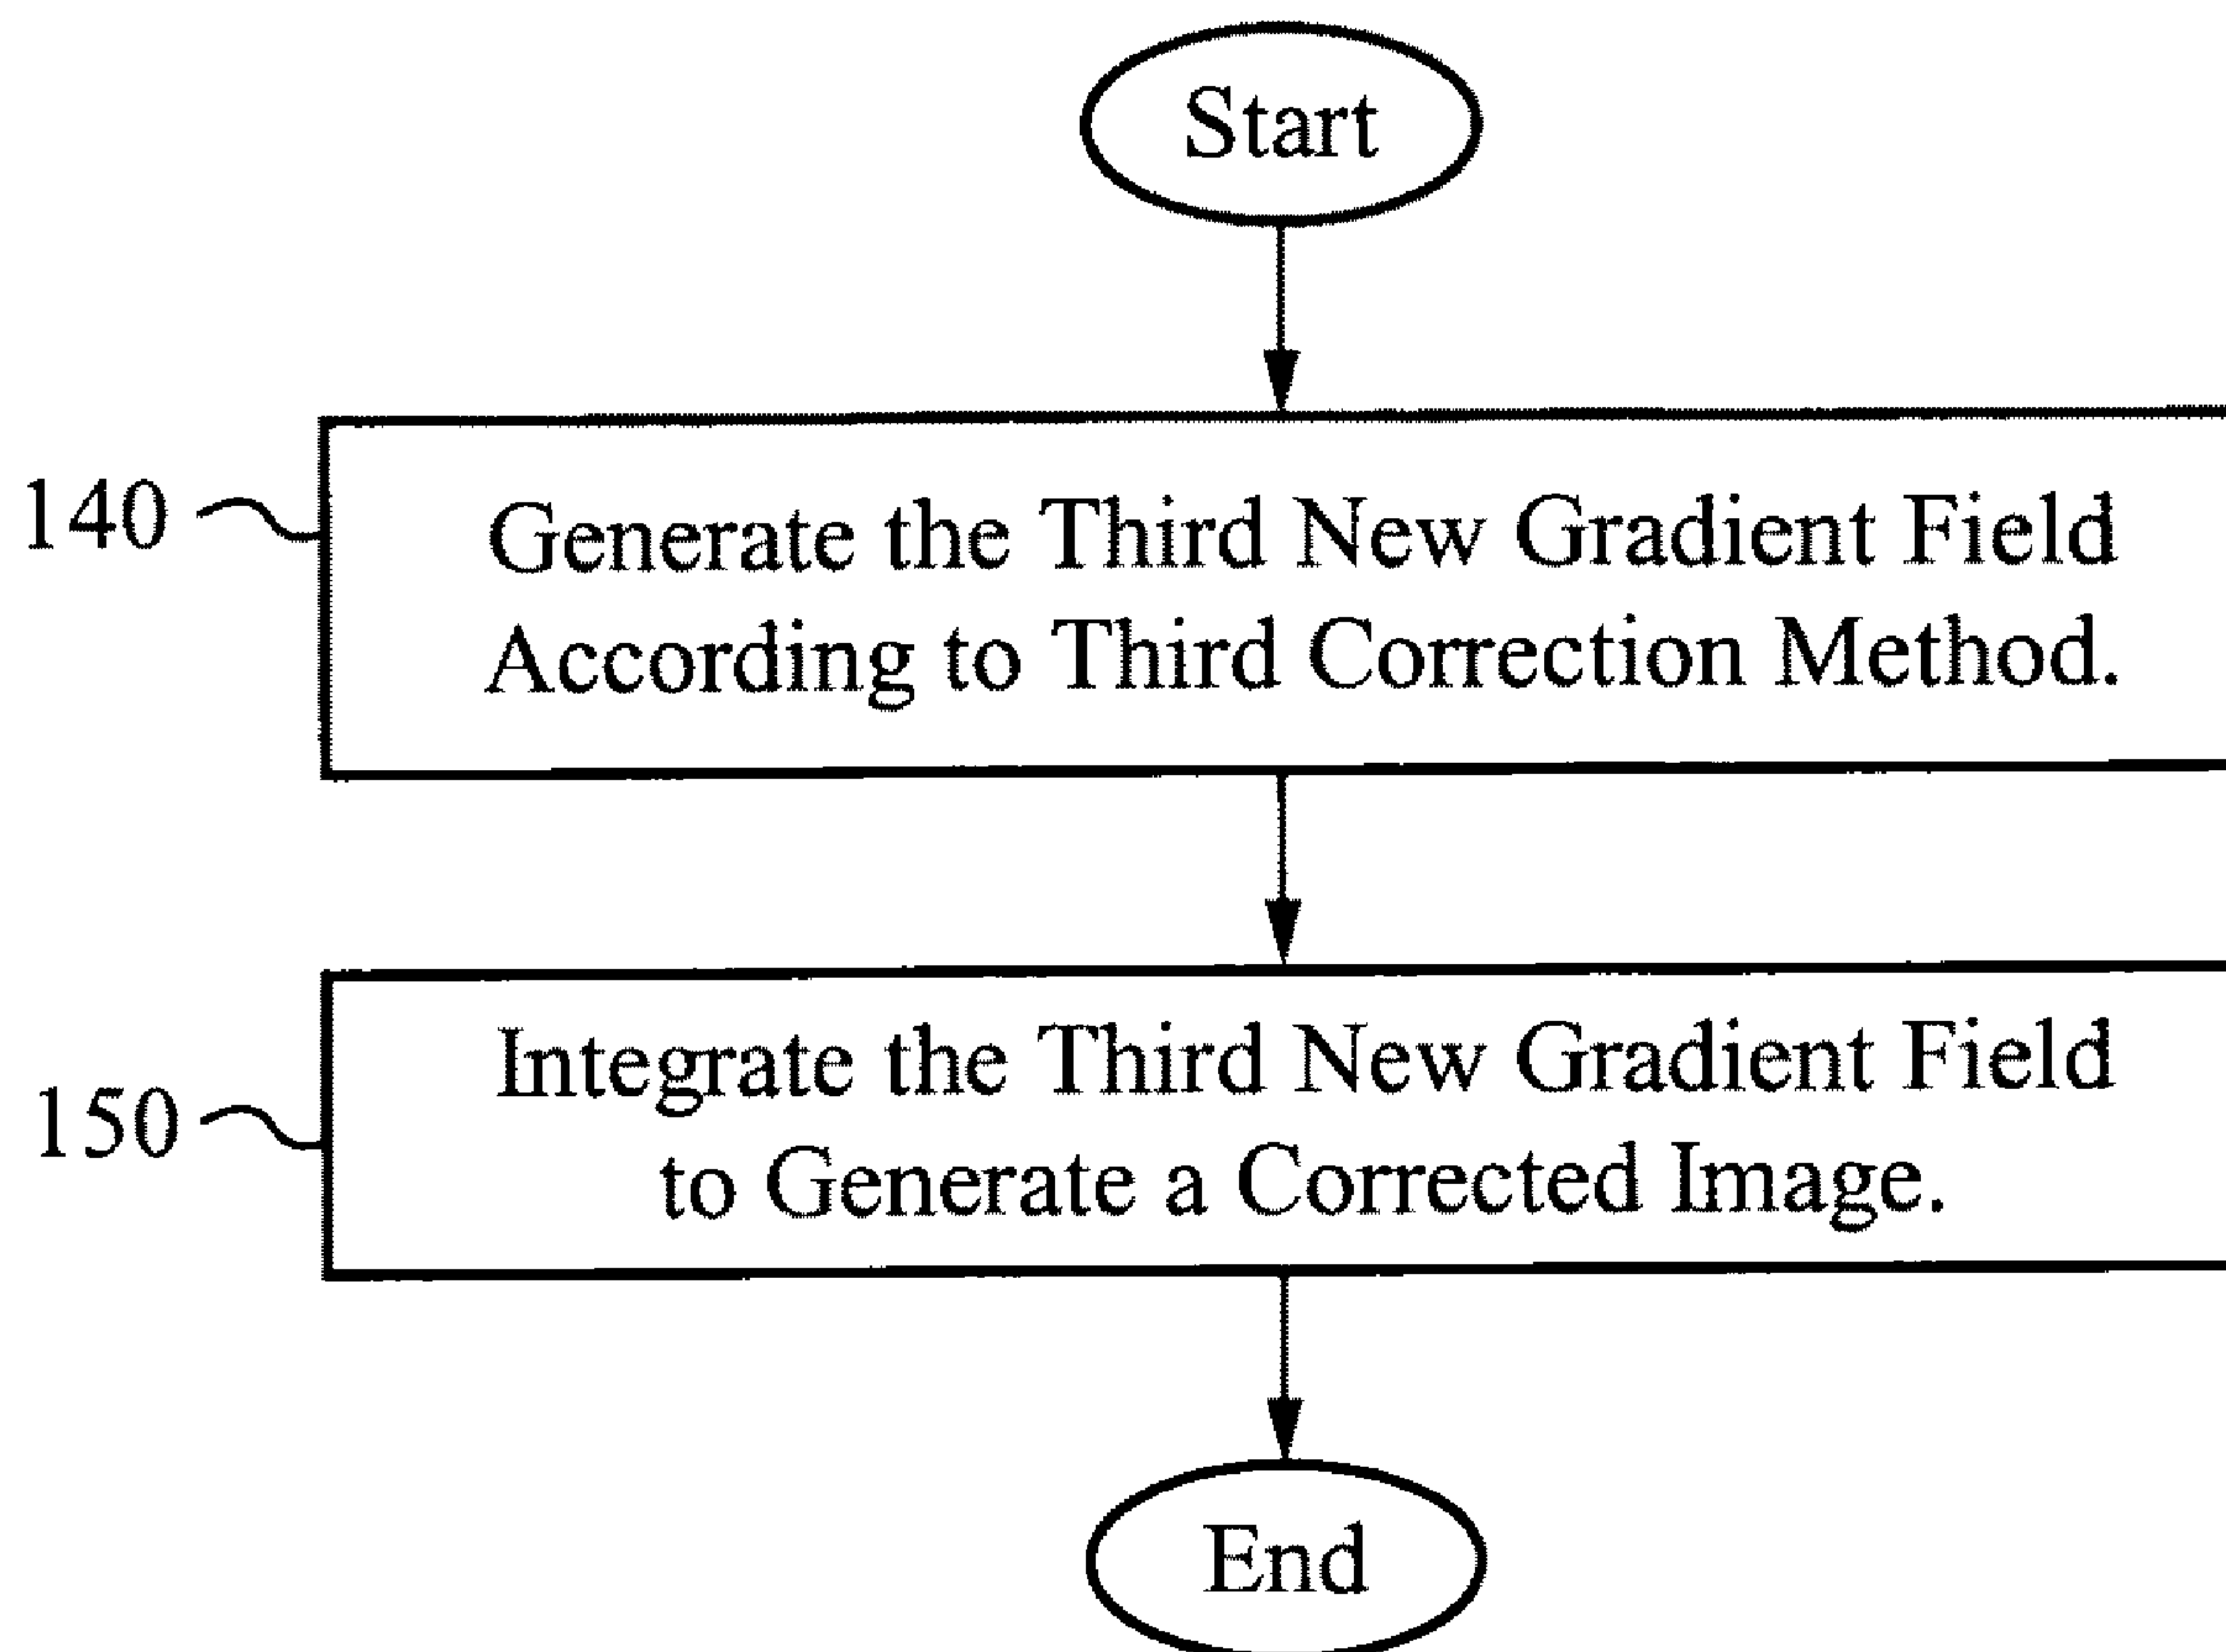 Start
140
Generate the Third New Gradient Field
According to Third Correction Method.
150
Integrate the Third New Gradient Field
to Generate a Corrected Image.
End